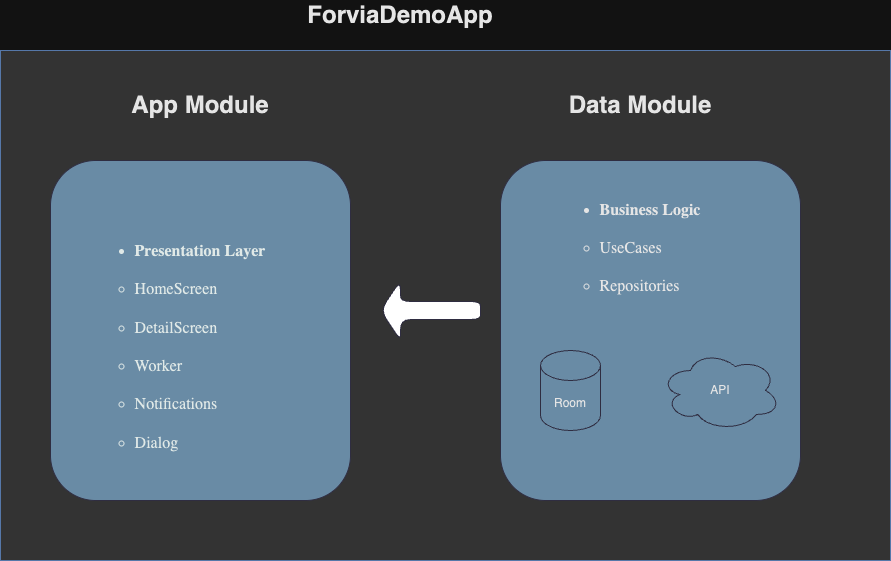 ForviaDemoApp
App Module
Presentation Layer
HomeScreen
DetailScreen
Worker
Notifications
Dialog
Data Module
Business Logic
UseCases
Repositories
Room
API